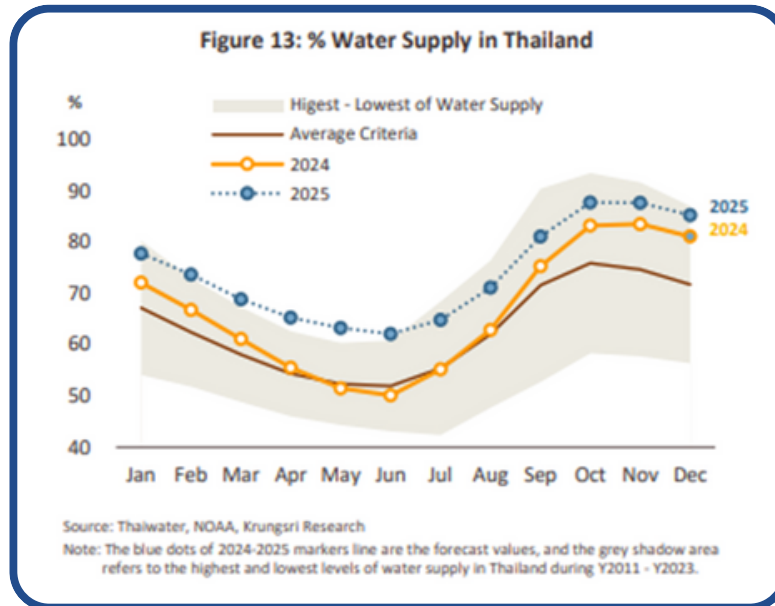 Figure 13: % Water Supply in Thailand
%
Higest - Lowest of Water Supply
Average Criteria
2024
2025
100
90
80
70
60
50
40
2025
2024
Jan Feb Mar Apr May Jun Jul Aug Sep Oct Nov Dec
Source: Thaiwater, NOAA, Krungsri Research
Note: The blue dots of 2024-2025 markers line are the forecast values, and the grey shadow area
refers to the highest and lowest levels of water supply in Thailand during Y2011 - Y2023.